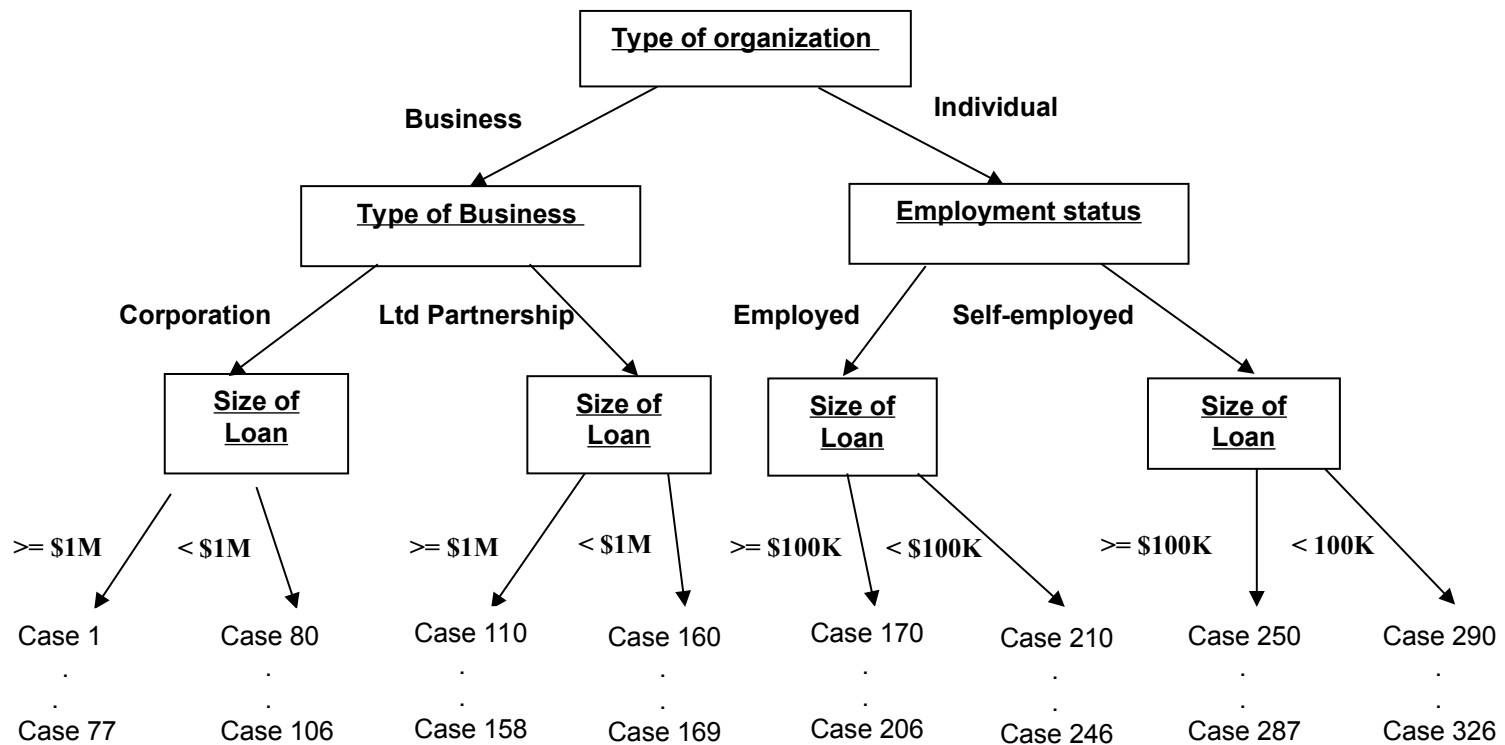 Type of organization
Business
Individual
Type of Business
Employment status
Corporation
Ltd Partnership
Employed
Self-employed
Size of
Loan
Size of
Loan
Size of
Loan
Size of
Loan
>= $1M
< $1M
>= $1M
< $1M
>= $100K
< $100K
>= $100K
< 100K
Case 1
Case 80
Case 110
Case 160
Case 170
Case 210
Case 250
Case 290
. . . . . . . .
. . . . . . . .
Case 77
Case 106
Case 158
Case 169
Case 206
Case 246
Case 287
Case 326